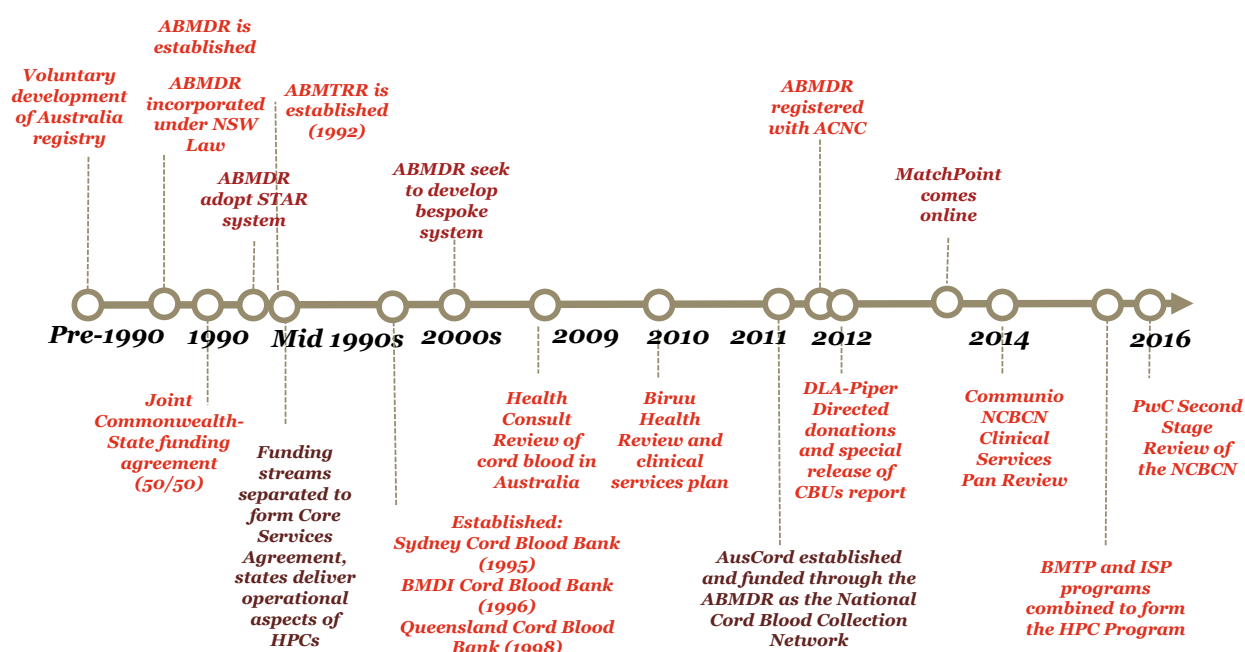 ABMDR is
established
Voluntary
development
of Australia
registry
ABMDR
incorporated
under NSW
Law
ABMTRR is
established
(1992)
ABMDR
registered
with ACNC
ABMDR
adopt STAR
system
ABMDR seek
to develop
bespoke
system
MatchPoint
comes
online
Pre-1990
1990
Mid 1990s
2000s
2009
2010
2011
2012
2014
2016
Joint
Commonwealth-
State funding
agreement
(50/50)
Funding
streams
separated to
form Core
Services
Agreement,
states deliver
operational
aspects of
HPCs
Established:
Sydney Cord Blood Bank
(1995)
BMDI Cord Blood Bank
(1996)
Queensland Cord Blood
Bank (1998)
Health
Consult
Review of
cord blood in
Australia
Biruu
Health
Review and
clinical
services plan
AusCord established
and funded through the
ABMDR as the National
Cord Blood Collection
Network
DLA-Piper
Directed
donations
and special
release of
CBUs report
Communio
NCBCN
Clinical
Services
Pan Review
BMTP and ISP
programs
combined to form
the HPC Program
PwC Second
Stage
Review of
the NCBCN